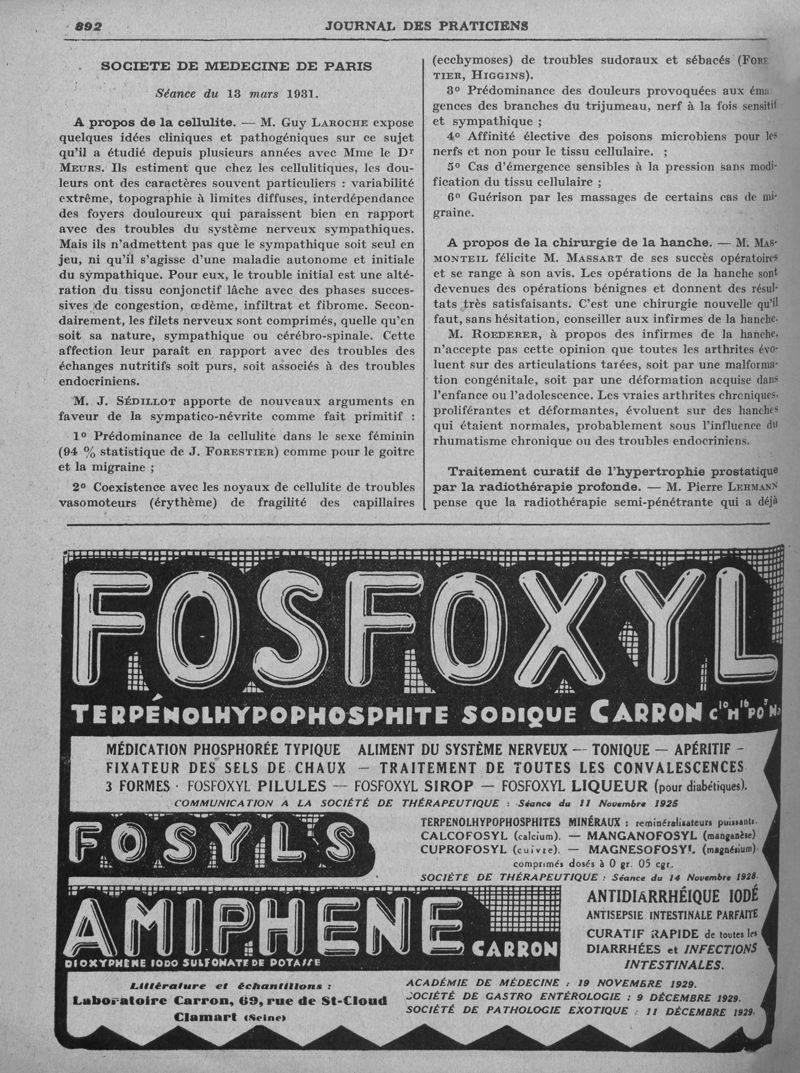 892
JOURNAL DES PRATICIENS
SOCIETE DE MEDECINE DE PARIS
Séance du 13 mars 1931.
A propos de la cellulite. — M. Guy LAROCHE expose
quelques idées cliniques et pathogéniques sur ce sujet
qu'il a étudié depuis plusieurs années avec Mme le Dr
MEURS. Ils estiment que chez les cellulitiques, les dou-
leurs ont des caractères souvent particuliers : variabilité
extrême, topographie à limites diffuses, interdépendance
des foyers douloureux qui paraissent bien en rapport
avec des troubles du système nerveux sympathiques.
Mais ils n'admettent pas que le sympathique soit seul en
jeu, ni qu'il s'agisse d'une maladie autonome et initiale
du sympathique. Pour eux, le trouble initial est une alté-
ration du tissu conjonctif lâche avec des phases succes-
sives de congestion, œdème, infiltrat et fibrome. Secon-
dairement, les filets nerveux sont comprimés, quelle qu'en
soit sa nature, sympathique ou cérébro-spinale. Cette
affection leur paraît en rapport avec des troubles des
échanges nutritifs soit purs, soit associés à des troubles
endocriniens.
M. J. SÉDILLOT apporte de nouveaux arguments en
faveur de la sympatico-névrite comme fait primitif :
1º Prédominance de la cellulite dans le sexe féminin
(94 % statistique de J. FORESTIER) comme pour le goitre
et la migraine ;
2º Coexistence avec les noyaux de cellulite de troubles
vasomoteurs (érythème) de fragilité des capillaires
(ecchymoses) de troubles sudoraux et sébacés (FORE
TIER, HIGGINS).
3º Prédominance des douleurs provoquées aux éma
gences des branches du trijumeau, nerf à la fois sensitif
et sympathique ;
4º Affinité élective des poisons microbiens pour les
nerfs et non pour le tissu cellulaire. ;
5º Cas d'émergence sensibles à la pression sans modi-
fication du tissu cellulaire ;
6º Guérison par les massages de certains cas de mi-
graine.
A propos de la chirurgie de la hanche. — M. MAS-
MONTEIL félicite M. MASSART de ses succès opératoires
et se range à son avis. Les opérations de la hanche sont
devenues des opérations bénignes et donnent des résul-
tats très satisfaisants. C'est une chirurgie nouvelle qu'il
faut, sans hésitation, conseiller aux infirmes de la hanche.
M. ROEDERER, à propos des infirmes de la hanche,
n'accepte pas cette opinion que toutes les arthrites évo-
luent sur des articulations tarées, soit par une malforma-
tion congénitale, soit par une déformation acquise dans
l'enfance ou l'adolescence. Les vraies arthrites chroniques,
proliférantes et déformantes, évoluent sur des hanches
qui étaient normales, probablement sous l'influence du
rhumatisme chronique ou des troubles endocriniens.
Traitement curatif de l'hypertrophie prostatique
par la radiothérapie profonde. — M. Pierre LEHMANN
pense que la radiothérapie semi-pénétrante qui a déjà
FOSFOXYL
TERPÉNOLHYPOPHOSPHITE SODIQUE CARRON C¹⁰H¹⁶PO³Na
MÉDICATION PHOSPHORÉE TYPIQUE ALIMENT DU SYSTÈME NERVEUX — TONIQUE — APÉRITIF —
FIXATEUR DES SELS DE CHAUX — TRAITEMENT DE TOUTES LES CONVALESCENCES
3 FORMES · FOSFOXYL PILULES — FOSFOXYL SIROP — FOSFOXYL LIQUEUR (pour diabétiques).
COMMUNICATION A LA SOCIÉTÉ DE THÉRAPEUTIQUE : Séance du 11 Novembre 1925
FOSYLS
TERPENOLHYPOPHOSPHITES MINÉRAUX : reminéralisateurs puissants.
CALCOFOSYL (calcium). — MANGANOFOSYL (manganèse)
CUPROFOSYL (cuivre). — MAGNESOFOSYL (magnésium)
comprimés dosés à 0 gr. 05 cgr.
SOCIÉTE DE THÉRAPEUTIQUE : Séance du 14 Novembre 1928.
AMIPHENE CARRON
DIOXYPHENE IODO SULFONATE DE POTASSE
ANTIDIARRHÉIQUE IODÉ
ANTISEPSIE INTESTINALE PARFAITE
CURATIF RAPIDE de toutes les
DIARRHÉES et INFECTIONS
INTESTINALES.
Littérature et échantillons :
Laboratoire Carron, 69, rue de St-Cloud
Clamart (Seine)
ACADÉMIE DE MÉDECINE : 19 NOVEMBRE 1929.
SOCIÉTÉ DE GASTRO ENTÉROLOGIE : 9 DÉCEMBRE 1929.
SOCIÉTÉ DE PATHOLOGIE EXOTIQUE : 11 DÉCEMBRE 1929.